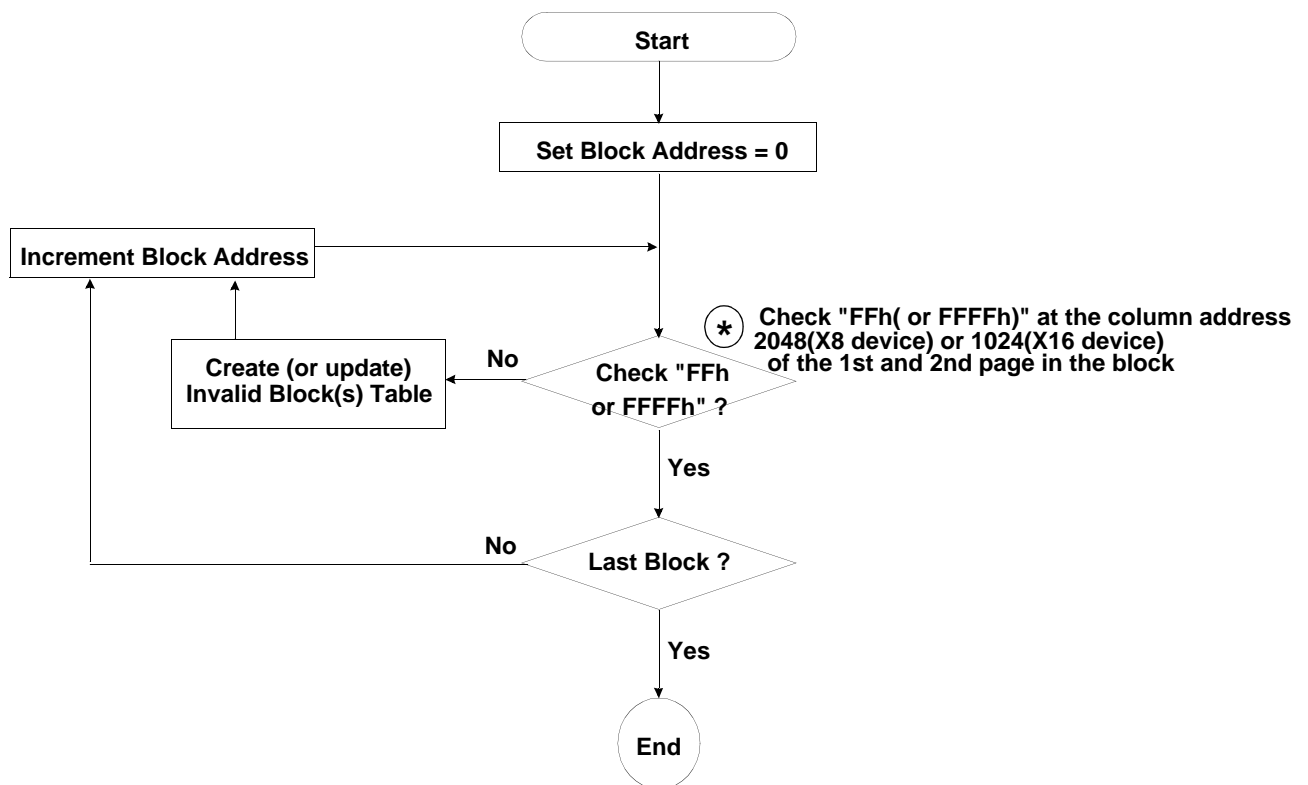 Start
Set Block Address = 0
Increment Block Address
* Check "FFh( or FFFFh)" at the column address
2048(X8 device) or 1024(X16 device)
of the 1st and 2nd page in the block
No
Create (or update)
Invalid Block(s) Table
Check "FFh
or FFFFh" ?
Yes
No
Last Block ?
Yes
End